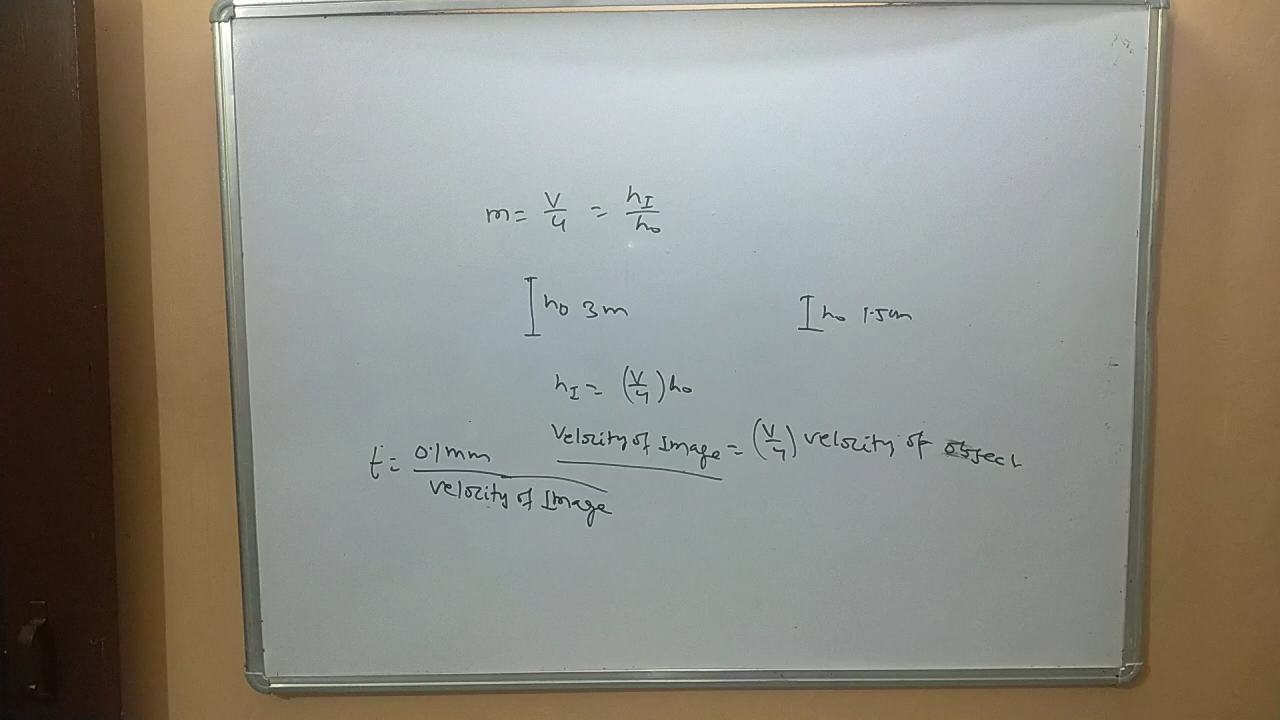 m = v/u = hI/ho
ho 3m
ho 1.5cm
hI = (v/u) ho
Velocity of Image = (v/u) velocity of object
t = 0.1mm / velocity of Image